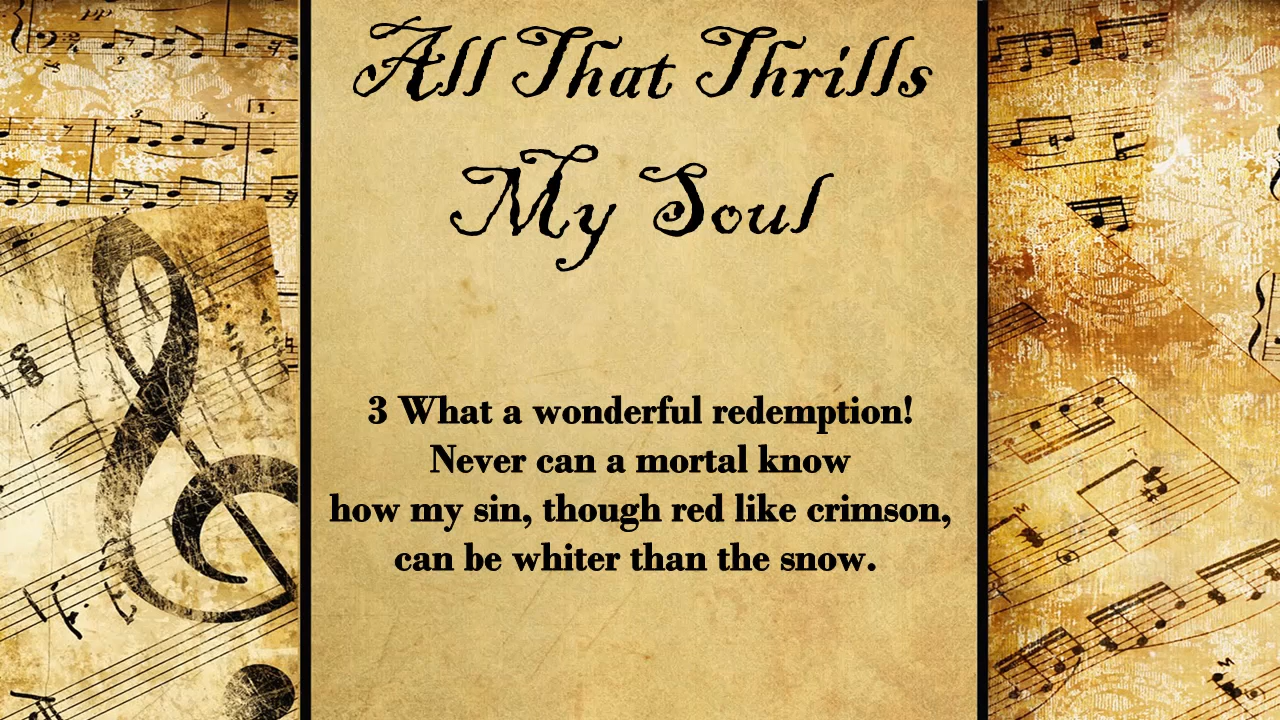 All That Thrills
My Soul
3 What a wonderful redemption!
Never can a mortal know
how my sin, though red like crimson,
can be whiter than the snow.